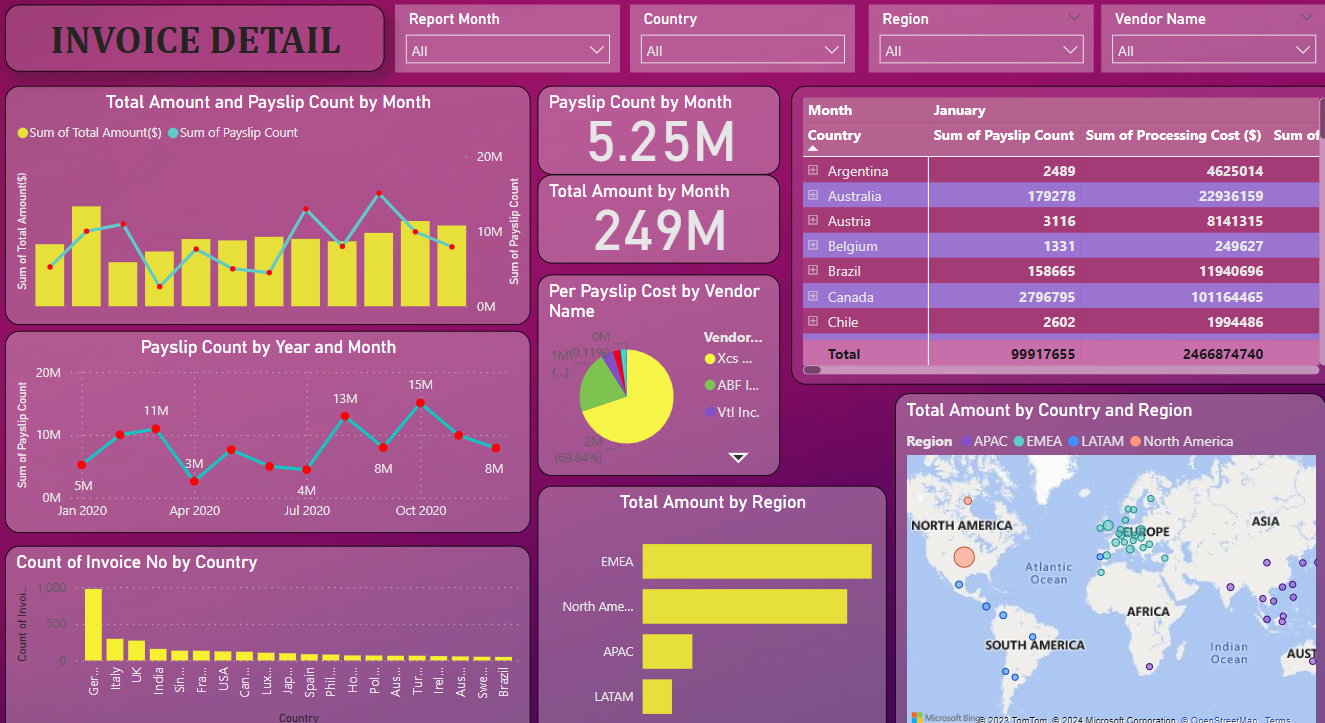 INVOICE DETAIL
Report Month
All
Country
All
Region
All
Vendor Name
All
Total Amount and Payslip Count by Month
Sum of Total Amount($) Sum of Payslip Count
Sum of Total Amount($)
20M
10M
0M
Sum of Payslip Count
Payslip Count by Month
5.25M
Total Amount by Month
249M
Month January
Country Sum of Payslip Count Sum of Processing Cost ($) Sum of
Argentina 2489 4625014
Australia 179278 22936159
Austria 3116 8141315
Belgium 1331 249627
Brazil 158665 11940696
Canada 2796795 101164465
Chile 2602 1994486
Total 99917655 2466874740
Per Payslip Cost by Vendor
Name
0M
(0.11%)
1M
(...)
2M
(69.84%)
Vendor...
Xcs ...
ABF I...
Vtl Inc.
Payslip Count by Year and Month
Sum of Payslip Count
20M
10M
0M
5M
11M
3M
4M
13M
8M
15M
8M
Jan 2020 Apr 2020 Jul 2020 Oct 2020
Total Amount by Country and Region
Region APAC EMEA LATAM North America
NORTH AMERICA
EUROPE
ASIA
Atlantic
Ocean
AFRICA
SOUTH AMERICA
Indian
Ocean
AUST
Microsoft Bing
© 2023 TomTom, © 2024 Microsoft Corporation, © OpenStreetMap Terms
Total Amount by Region
EMEA
North Ame...
APAC
LATAM
Count of Invoice No by Country
Count of Invoi...
1,000
500
0
Ger... Italy UK India Sin... Fra... USA Can... Lux... Jap... Spain Phil... Ho... Pol... Aus... Tur... Irel... Aus... Swe... Brazil
Country